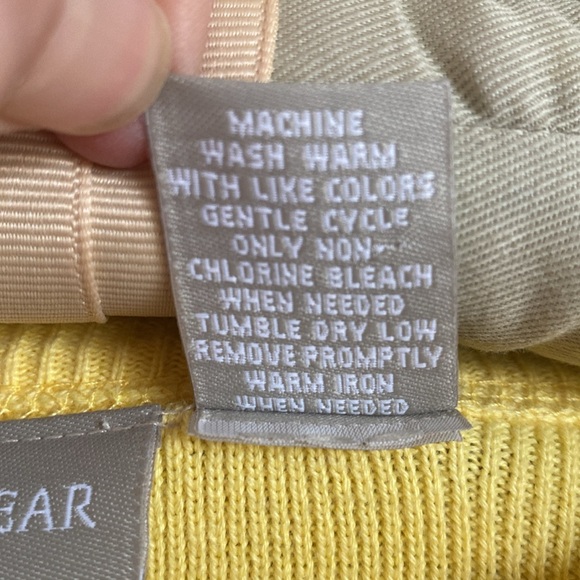 MACHINE
WASH WARM
WITH LIKE COLORS
GENTLE CYCLE
ONLY NON-
CHLORINE BLEACH
WHEN NEEDED
TUMBLE DRY LOW
REMOVE PROMPTLY
WARM IRON
WHEN NEEDED
EAR